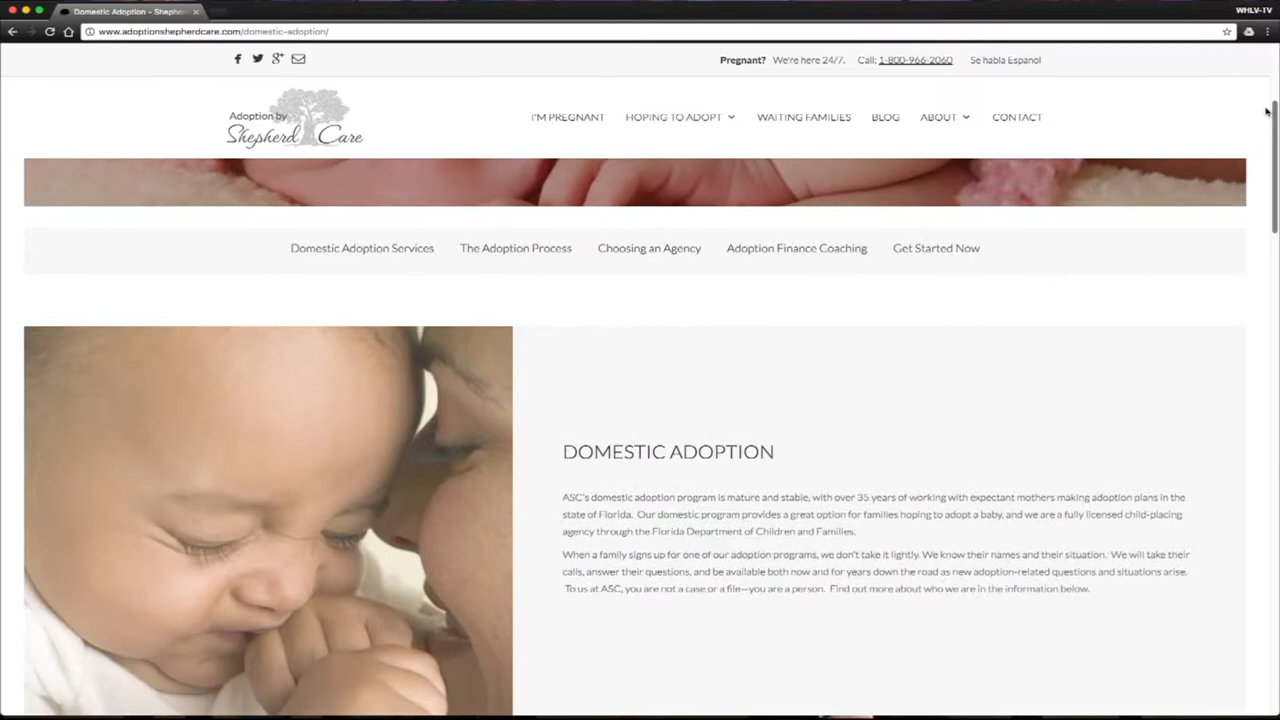 Domestic Adoption - Shephe
WHLV-TV
www.adoptionshepherdcare.com/domestic-adoption/
Pregnant? We're here 24/7. Call: 1-800-966-2060 Se habla Espanol
Adoption by
Shepherd Care
I'M PREGNANT HOPING TO ADOPT WAITING FAMILIES BLOG ABOUT CONTACT
Domestic Adoption Services The Adoption Process Choosing an Agency Adoption Finance Coaching Get Started Now
DOMESTIC ADOPTION
ASC's domestic adoption program is mature and stable, with over 35 years of working with expectant mothers making adoption plans in the
state of Florida. Our domestic program provides a great option for families hoping to adopt a baby, and we are a fully licensed child-placing
agency through the Florida Department of Children and Families.
When a family signs up for one of our adoption programs, we don't take it lightly. We know their names and their situation. We will take their
calls, answer their questions, and be available both now and for years down the road as new adoption-related questions and situations arise.
To us at ASC, you are not a case or a file—you are a person. Find out more about who we are in the information below.